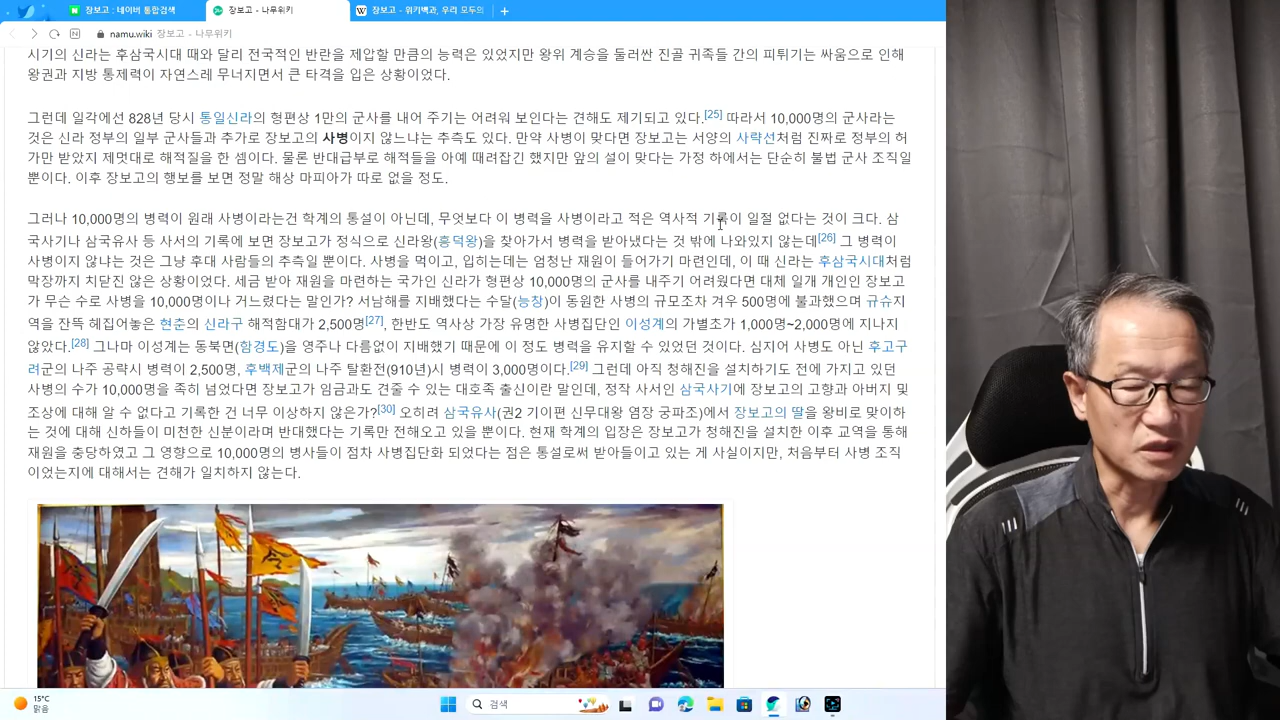 장보고 : 네이버 통합검색
장보고 - 나무위키
장보고 - 위키백과, 우리 모두의
namu.wiki 장보고 - 나무위키
시기의 신라는 후삼국시대 때와 달리 전국적인 반란을 제압할 만큼의 능력은 있었지만 왕위 계승을 둘러싼 진골 귀족들 간의 피튀기는 싸움으로 인해
왕권과 지방 통제력이 자연스레 무너지면서 큰 타격을 입은 상황이었다.
그런데 일각에선 828년 당시 통일신라의 형편상 1만의 군사를 내어 주기는 어려워 보인다는 견해도 제기되고 있다.[25] 따라서 10,000명의 군사라는
것은 신라 정부의 일부 군사들과 추가로 장보고의 사병이지 않느냐는 추측도 있다. 만약 사병이 맞다면 장보고는 서양의 사략선처럼 진짜로 정부의 허
가만 받았지 제멋대로 해적질을 한 셈이다. 물론 반대급부로 해적들을 아예 때려잡긴 했지만 앞의 설이 맞다는 가정 하에서는 단순히 불법 군사 조직일
뿐이다. 이후 장보고의 행보를 보면 정말 해상 마피아가 따로 없을 정도.
그러나 10,000명의 병력이 원래 사병이라는건 학계의 통설이 아닌데, 무엇보다 이 병력을 사병이라고 적은 역사적 기록이 일절 없다는 것이 크다. 삼
국사기나 삼국유사 등 사서의 기록에 보면 장보고가 정식으로 신라왕(흥덕왕)을 찾아가서 병력을 받아냈다는 것 밖에 나와있지 않는데[26] 그 병력이
사병이지 않냐는 것은 그냥 후대 사람들의 추측일 뿐이다. 사병을 먹이고, 입히는데는 엄청난 재원이 들어가기 마련인데, 이 때 신라는 후삼국시대처럼
막장까지 치닫진 않은 상황이었다. 세금 받아 재원을 마련하는 국가인 신라가 형편상 10,000명의 군사를 내주기 어려웠다면 대체 일개 개인인 장보고
가 무슨 수로 사병을 10,000명이나 거느렸다는 말인가? 서남해를 지배했다는 수달(능창)이 동원한 사병의 규모조차 겨우 500명에 불과했으며 규슈지
역을 잔뜩 헤집어놓은 현춘의 신라구 해적함대가 2,500명[27], 한반도 역사상 가장 유명한 사병집단인 이성계의 가별초가 1,000명~2,000명에 지나지
않았다.[28] 그나마 이성계는 동북면(함경도)을 영주나 다름없이 지배했기 때문에 이 정도 병력을 유지할 수 있었던 것이다. 심지어 사병도 아닌 후고구
려군의 나주 공략시 병력이 2,500명, 후백제군의 나주 탈환전(910년)시 병력이 3,000명이다.[29] 그런데 아직 청해진을 설치하기도 전에 가지고 있던
사병의 수가 10,000명을 족히 넘었다면 장보고가 임금과도 견줄 수 있는 대호족 출신이란 말인데, 정작 사서인 삼국사기에 장보고의 고향과 아버지 및
조상에 대해 알 수 없다고 기록한 건 너무 이상하지 않은가?[30] 오히려 삼국유사(권2 기이편 신무대왕 염장 궁파조)에서 장보고의 딸을 왕비로 맞이하
는 것에 대해 신하들이 미천한 신분이라며 반대했다는 기록만 전해오고 있을 뿐이다. 현재 학계의 입장은 장보고가 청해진을 설치한 이후 교역을 통해
재원을 충당하였고 그 영향으로 10,000명의 병사들이 점차 사병집단화 되었다는 점은 통설로써 받아들이고 있는 게 사실이지만, 처음부터 사병 조직
이었는지에 대해서는 견해가 일치하지 않는다.
15°C
맑음
검색